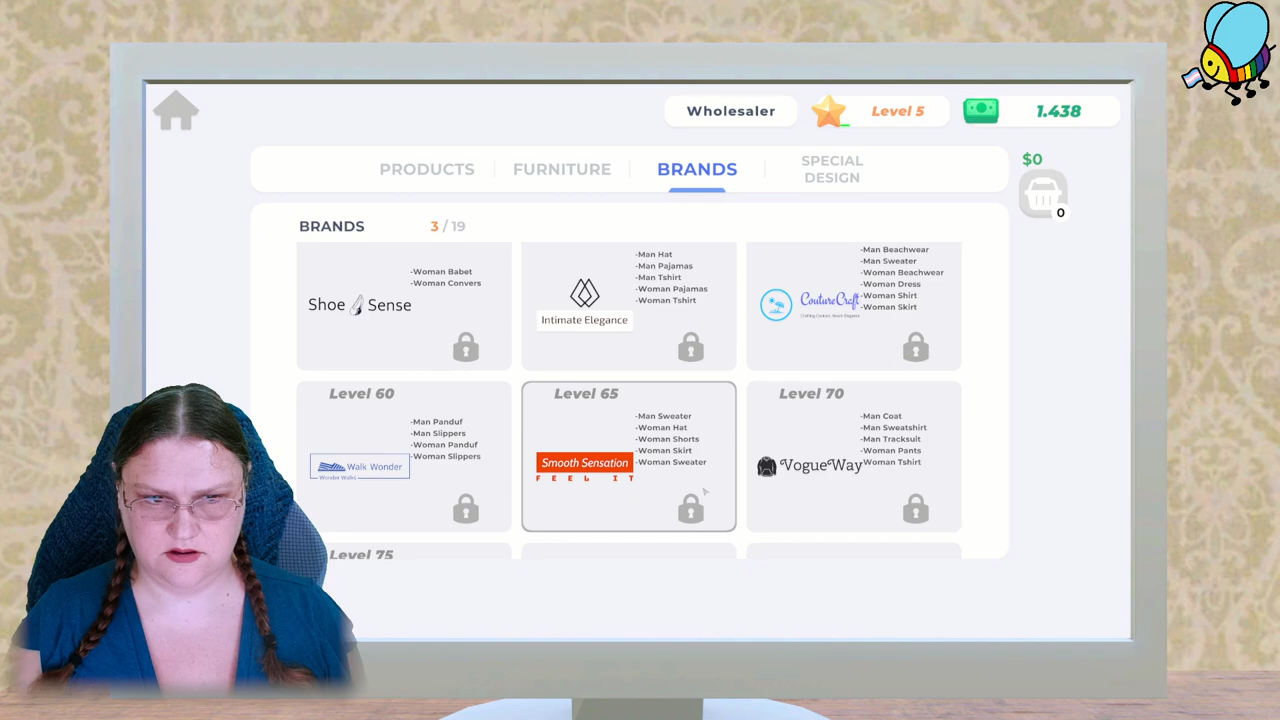 Wholesaler
Level 5
1.438
PRODUCTS
FURNITURE
BRANDS
SPECIAL
DESIGN
$0
0
BRANDS 3 / 19
Shoe Sense
-Woman Babet
-Woman Convers
Intimate Elegance
-Man Hat
-Man Pajamas
-Man Tshirt
-Woman Pajamas
-Woman Tshirt
CoutureCraft
-Man Beachwear
-Man Sweater
-Woman Beachwear
-Woman Dress
-Woman Shirt
-Woman Skirt
Level 60
Walk Wonder
Wonder Walks
-Man Panduf
-Man Slippers
-Woman Panduf
-Woman Slippers
Level 65
Smooth Sensation
FEEL IT
-Man Sweater
-Woman Hat
-Woman Shorts
-Woman Skirt
-Woman Sweater
Level 70
VogueWay
-Man Coat
-Man Sweatshirt
-Man Tracksuit
-Woman Pants
-Woman Tshirt
Level 75